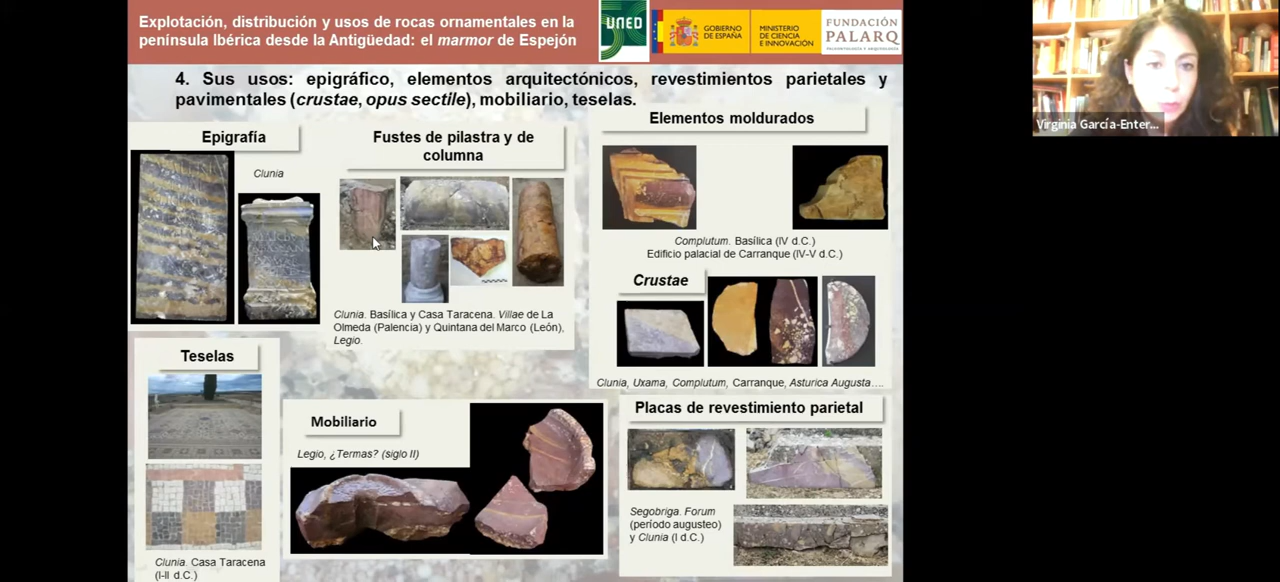 Explotación, distribución y usos de rocas ornamentales en la
península Ibérica desde la Antigüedad: el marmor de Espejón
UNED
GOBIERNO
DE ESPAÑA
MINISTERIO
DE CIENCIA
E INNOVACIÓN
FUNDACIÓN
PALARQ
4. Sus usos: epigráfico, elementos arquitectónicos, revestimientos parietales y
pavimentales (crustae, opus sectile), mobiliario, teselas.
Epigrafía
Clunia
Fustes de pilastra y de
columna
Clunia. Basílica y Casa Taracena. Villae de La
Olmeda (Palencia) y Quintana del Marco (León),
Legio.
Elementos moldurados
Complutum. Basílica (IV d.C.)
Edificio palacial de Carranque (IV-V d.C.)
Crustae
Clunia, Uxama, Complutum, Carranque, Asturica Augusta....
Teselas
Clunia. Casa Taracena
(I-II d.C.)
Mobiliario
Legio, ¿Termas? (siglo II)
Placas de revestimiento parietal
Segobriga. Forum
(período augusteo)
y Clunia (I d.C.)
Virginia García-Enter...